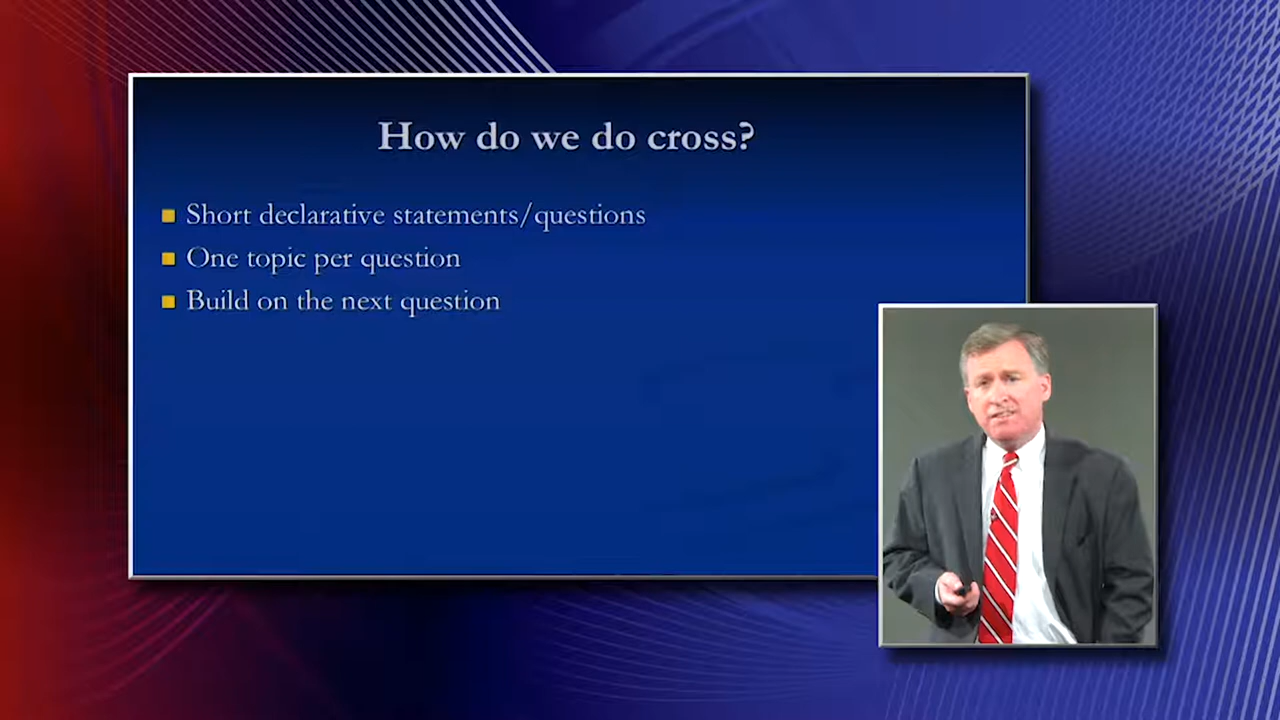 How do we do cross?
Short declarative statements/questions
One topic per question
Build on the next question